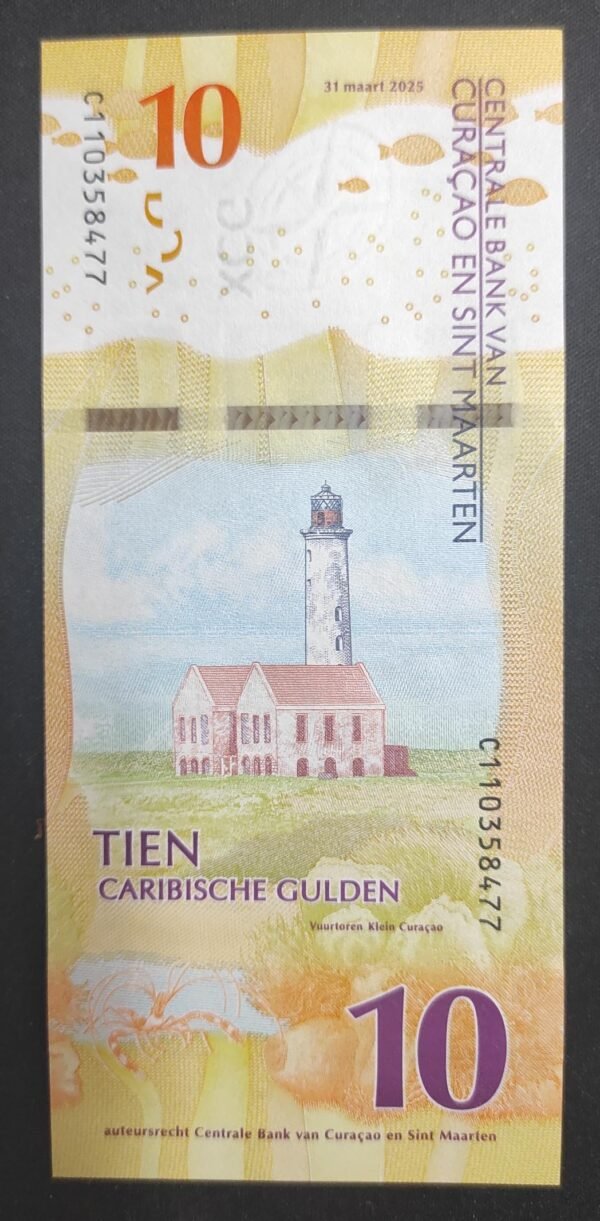 10
31 maart 2025
C110358477
CENTRALE BANK VAN
CURAÇAO EN SINT MAARTEN
C110358477
TIEN
CARIBISCHE GULDEN
Vuurtoren Klein Curaçao
10
auteursrecht Centrale Bank van Curaçao en Sint Maarten